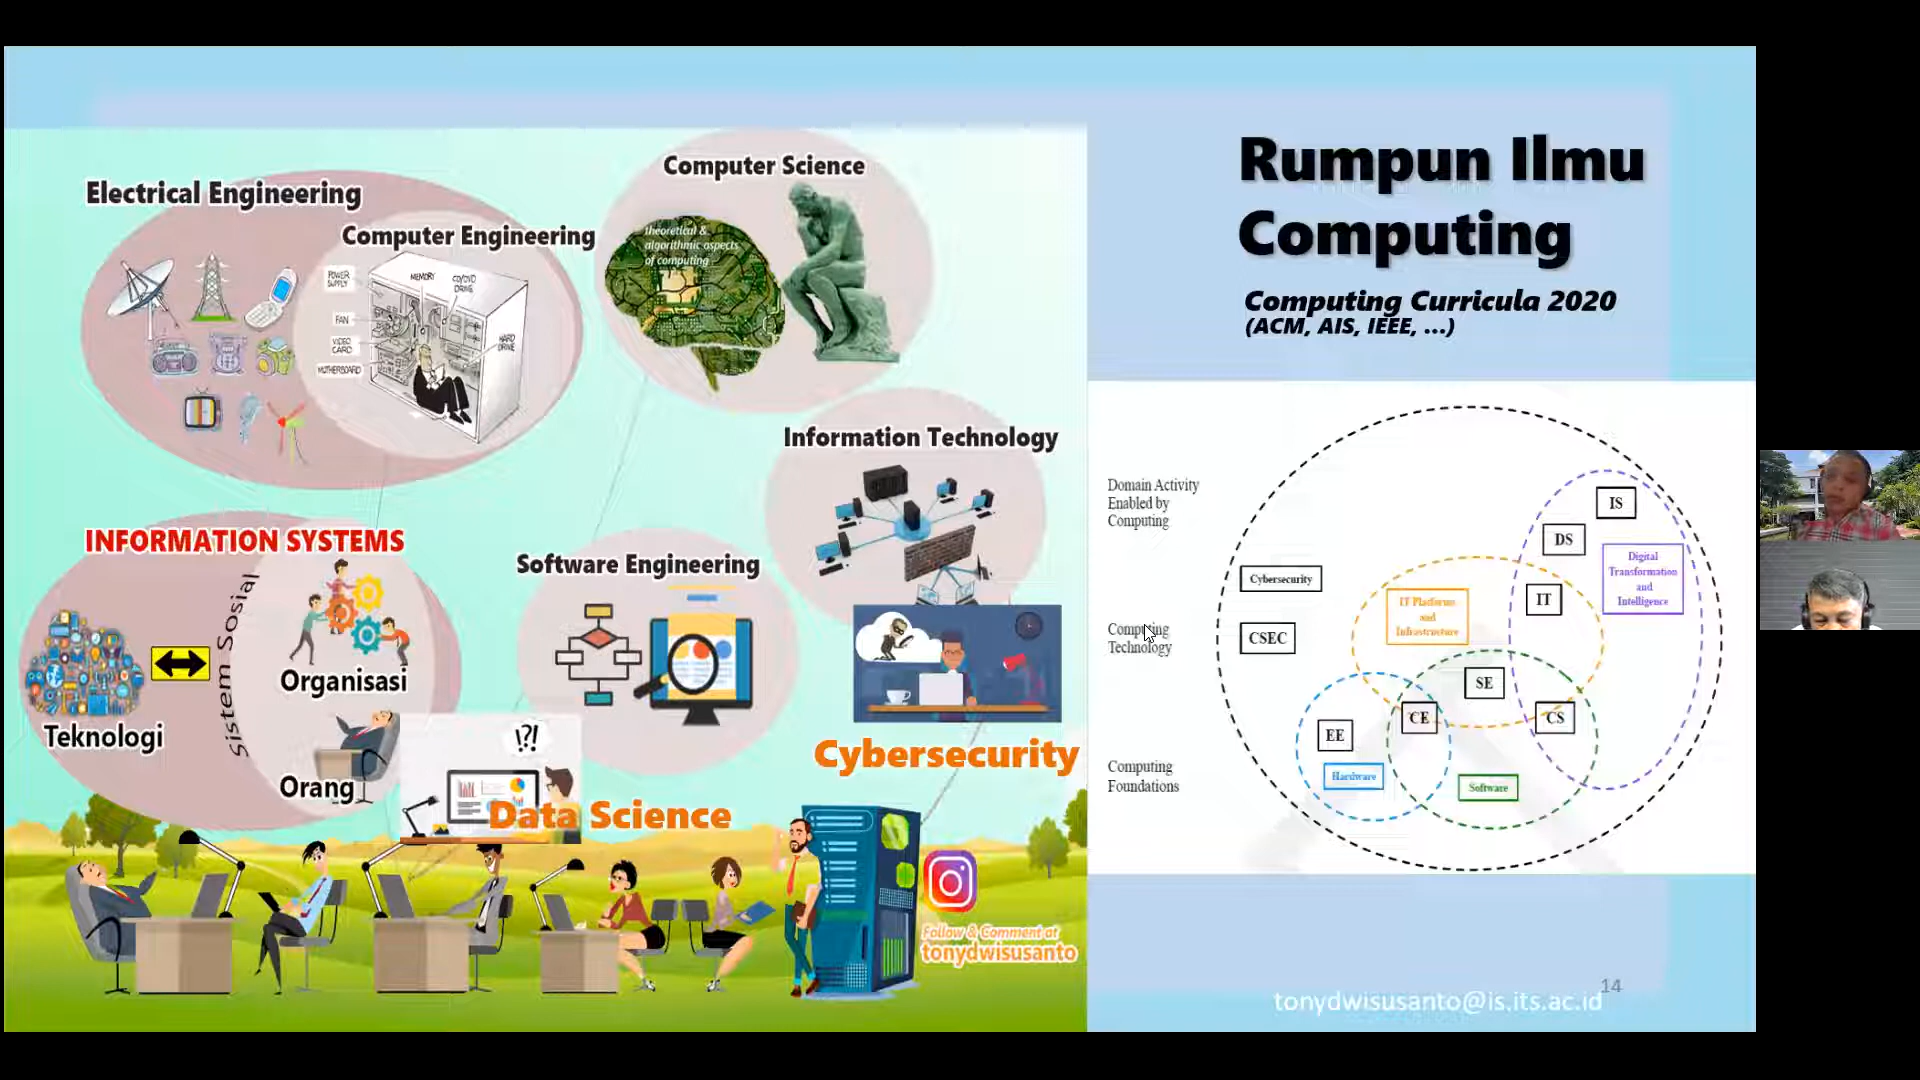 Electrical Engineering
Computer Engineering
POWER
SUPPLY
MEMORY
CD/DVD
DRIVE
FAN
VIDEO
CARD
HARD
DRIVE
MOTHERBOARD
Computer Science
theoretical &
algorithmic aspects
of computing
Information Technology
INFORMATION SYSTEMS
Sistem Sosial
Organisasi
Teknologi
Orang
Software Engineering
!?!
Data Science
Cybersecurity
Follow & Comment at
tonydwisusanto
Rumpun Ilmu
Computing
Computing Curricula 2020
(ACM, AIS, IEEE, ...)
Domain Activity
Enabled by
Computing
Computing
Technology
Computing
Foundations
IS
DS
Digital
Transformation
and
Intelligence
Cybersecurity
IT Platforms
and
Infrastructure
IT
CSEC
SE
CE
CS
EE
Hardware
Software
14
tonydwisusanto@is.its.ac.id